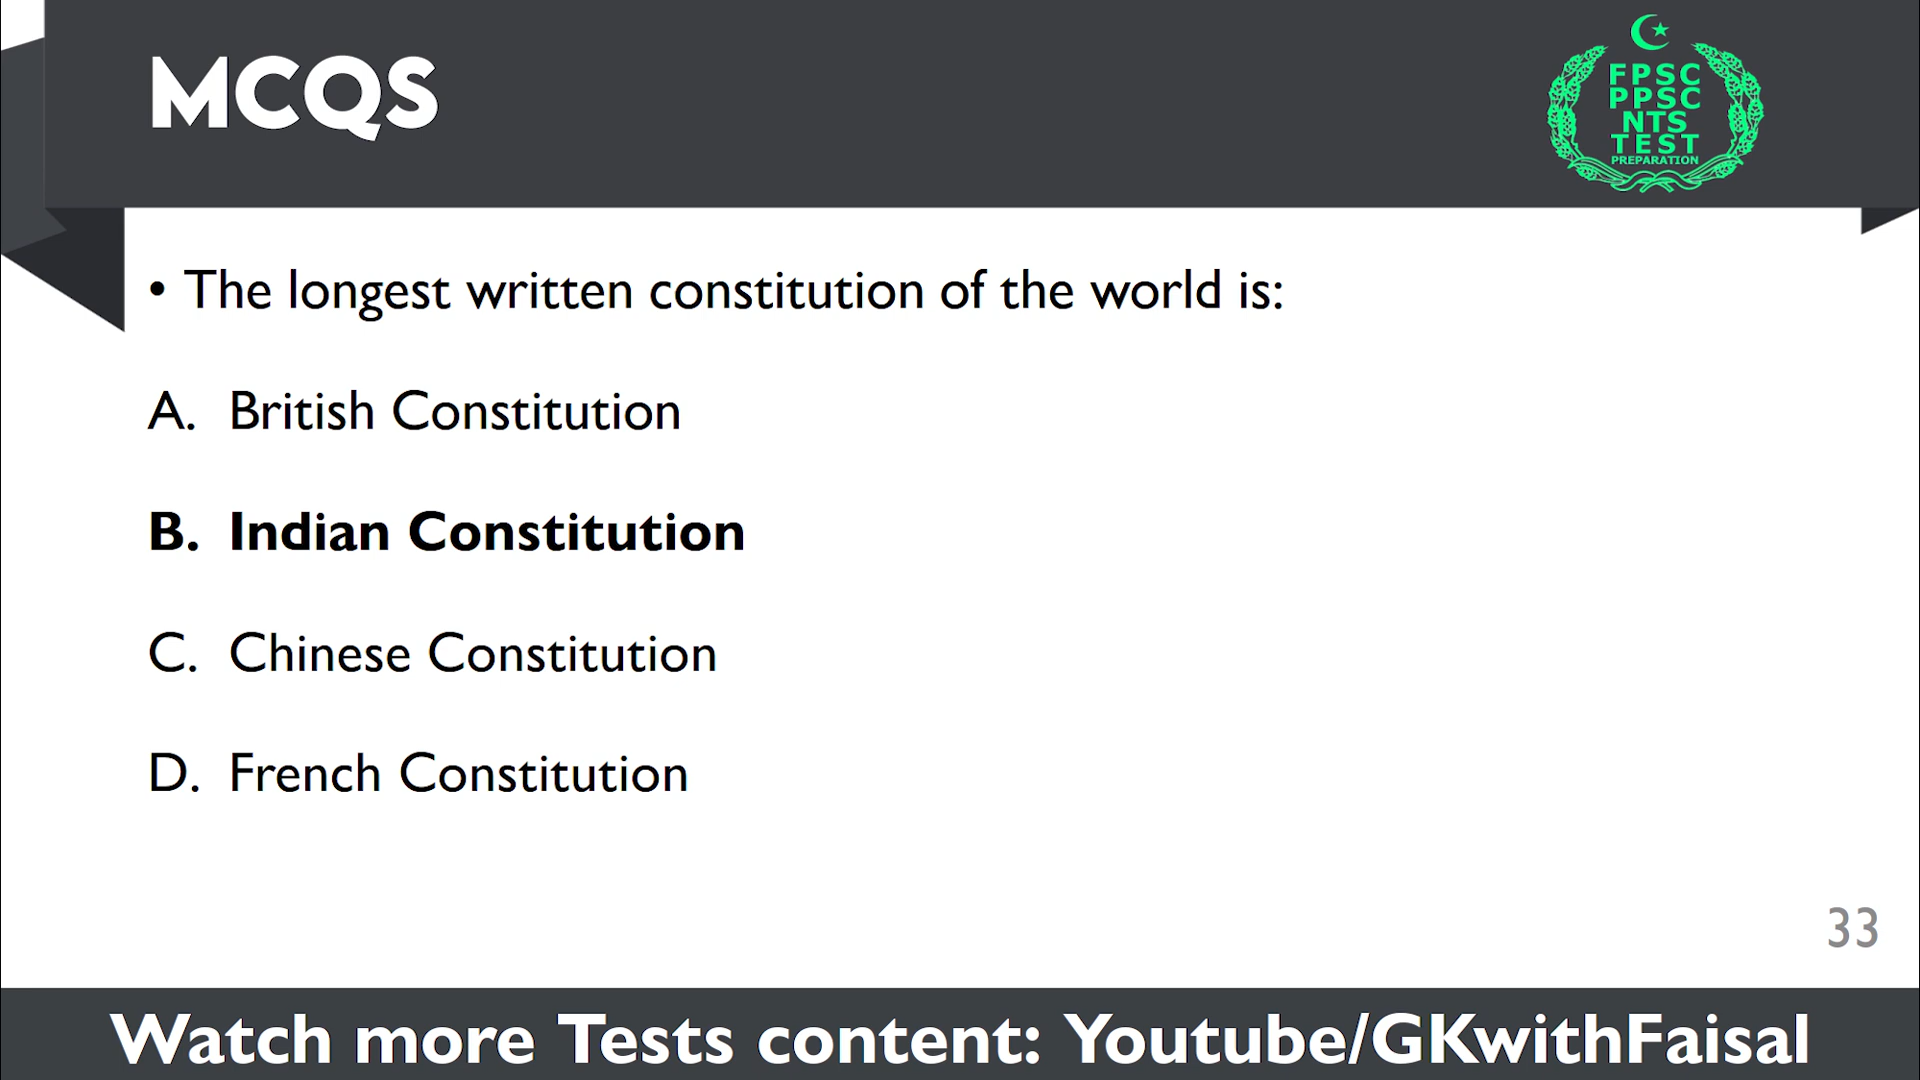 MCQS
FPSC
PPSC
NTS
TEST
PREPARATION
• The longest written constitution of the world is:
A. British Constitution
B. Indian Constitution
C. Chinese Constitution
D. French Constitution
33
Watch more Tests content: Youtube/GKwithFaisal